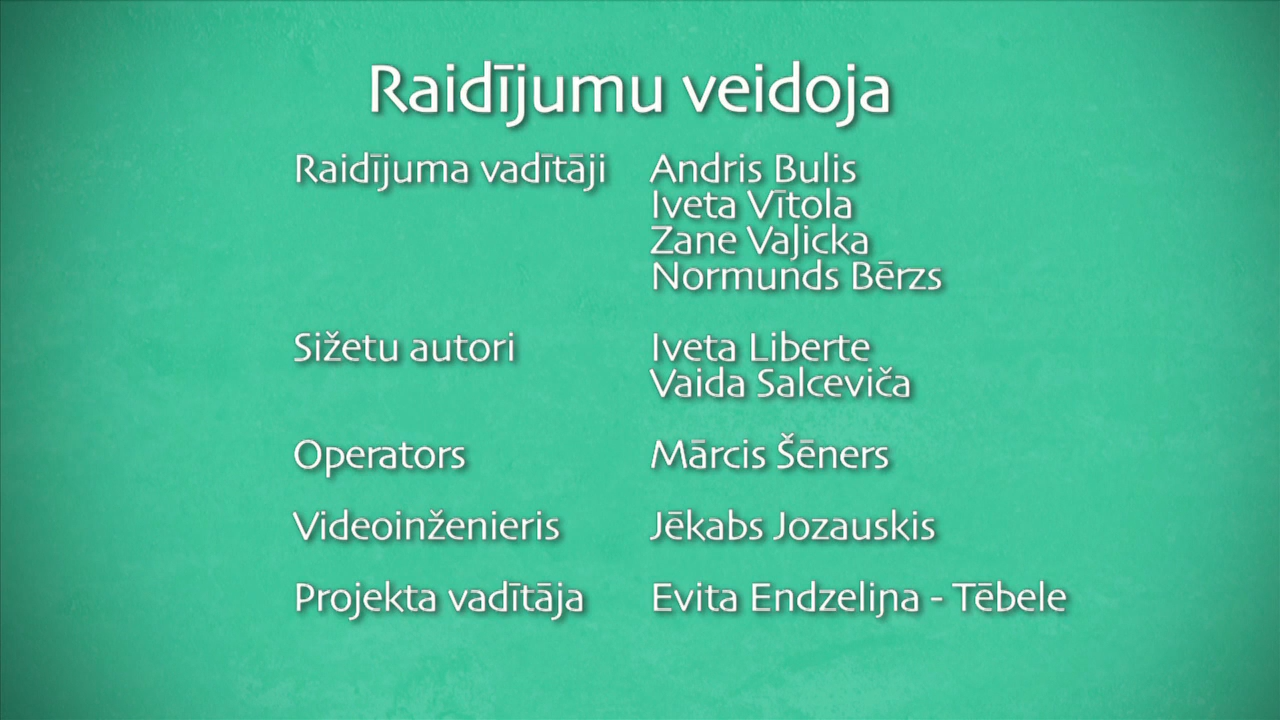 Raidījumu veidoja
Raidījuma vadītāji Andris Bulis
Iveta Vītola
Zane Vaļicka
Normunds Bērzs
Sižetu autori Iveta Liberte
Vaida Salceviča
Operators Mārcis Šēners
Videoinženieris Jēkabs Jozauskis
Projekta vadītāja Evita Endzeliņa - Tēbele